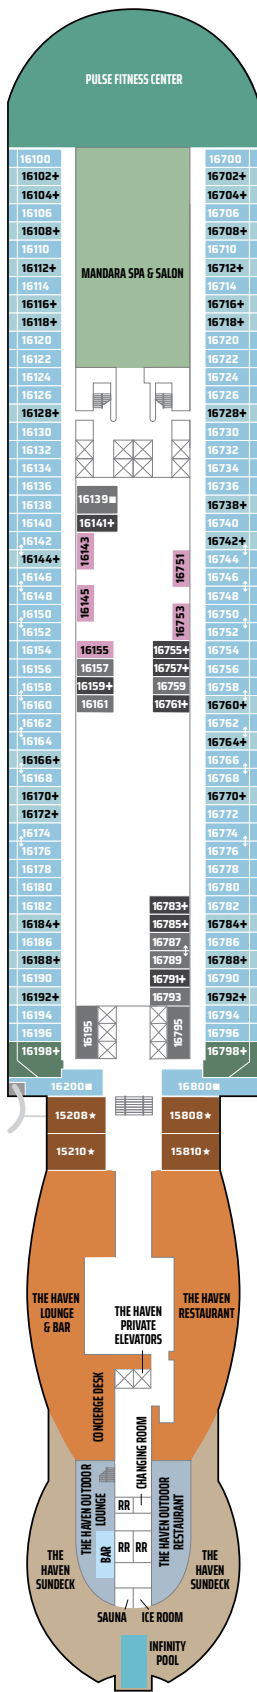 PULSE FITNESS CENTER
16100 16700
16102+ 16702+
16104+ 16704+
16106 16706
16108+ 16708+
16110 16710
16112+ MANDARA SPA & SALON 16712+
16114 16714
16116+ 16716+
16118+ 16718+
16120 16720
16122 16722
16124 16724
16126 16726
16128+ 16728+
16130 16730
16132 16732
16134 16734
16136 16736
16138 16139■ 16738+
16140 16141+ 16740
16142 16143 16742+
16144+ 16751 16744
16146 16746
16148 16145 16748
16150 16753 16750
16152 16752
16154 16155 16755+ 16754
16156 16157 16757+ 16756
16158 16159+ 16759 16758
16160 16161 16761+ 16760+
16162 16762
16164 16764+
16166+ 16766
16168 16768
16170+ 16770+
16172+ 16772
16174 16774
16176 16776
16178 16778
16180 16780
16182 16783+ 16782
16184+ 16785+ 16784+
16186 16787 16786
16188+ 16789 16788+
16190 16791+ 16790
16192+ 16793 16792+
16194 16195 16795 16794
16196 16796
16198+ 16798+
16200■ 16800■
15208★ 15808★
15210★ 15810★
THE HAVEN
LOUNGE
& BAR
THE HAVEN
RESTAURANT
THE HAVEN
PRIVATE
ELEVATORS
CONCIERGE DESK
CHANGING ROOM
THE HAVEN OUTDOOR
LOUNGE
BAR
RR
RR RR
THE HAVEN OUTDOOR
RESTAURANT
THE
HAVEN
SUNDECK
THE
HAVEN
SUNDECK
SAUNA ICE ROOM
INFINITY
POOL